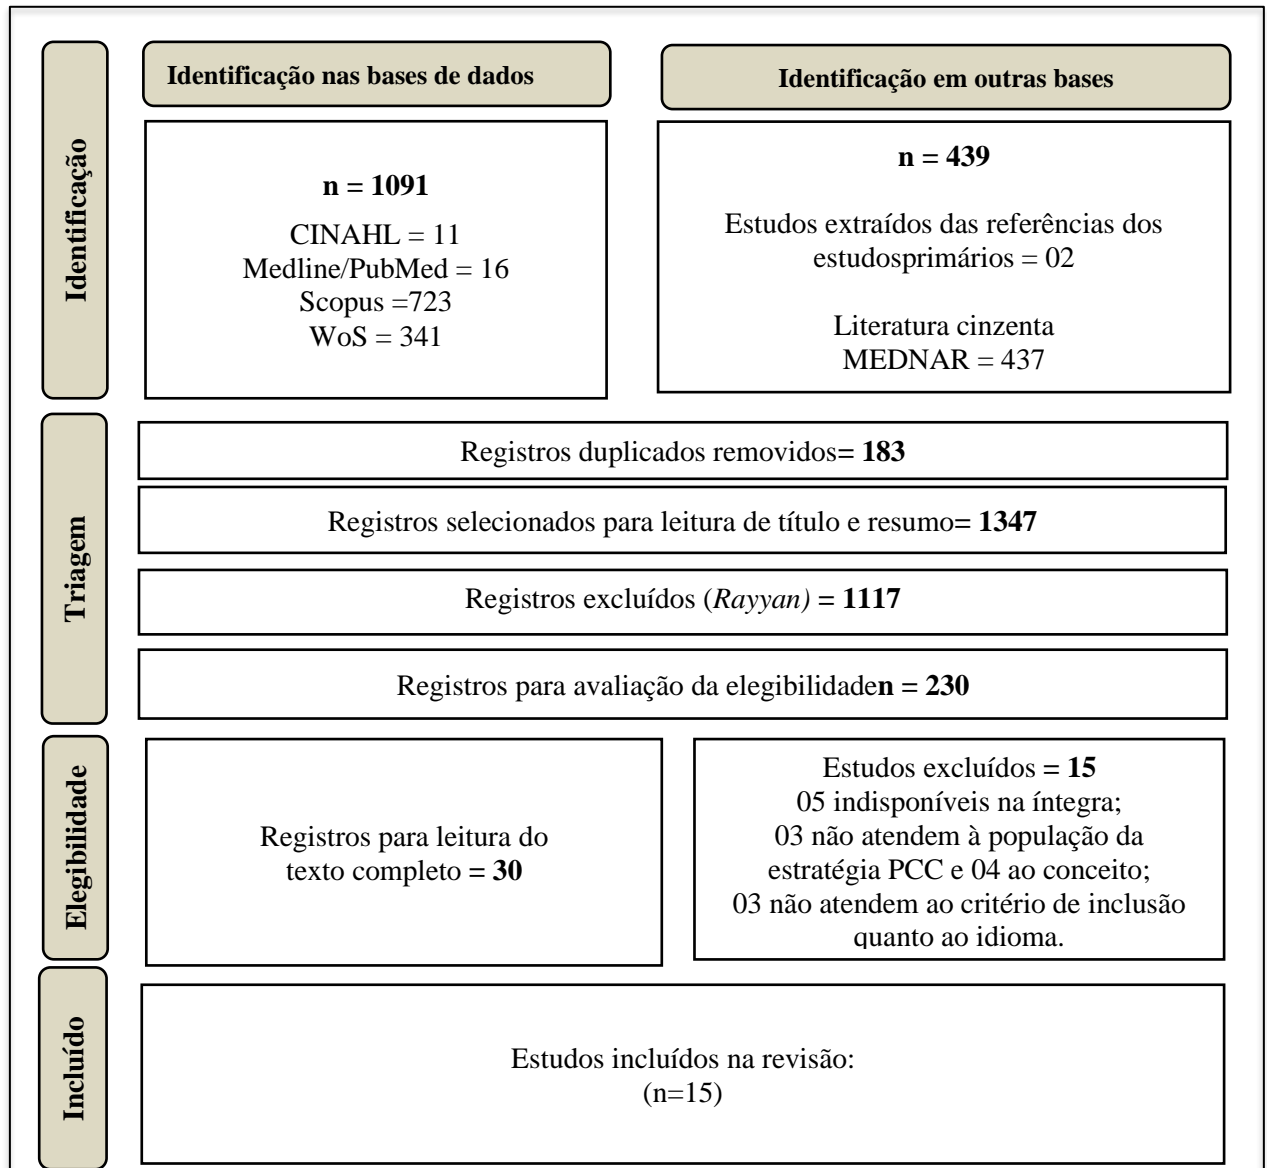 Identificação
Identificação nas bases de dados
n = 1091
CINAHL = 11
Medline/PubMed = 16
Scopus =723
WoS = 341
Identificação em outras bases
n = 439
Estudos extraídos das referências dos
estudosprimários = 02
Literatura cinzenta
MEDNAR = 437
Triagem
Registros duplicados removidos= 183
Registros selecionados para leitura de título e resumo= 1347
Registros excluídos (Rayyan) = 1117
Registros para avaliação da elegibilidaden = 230
Elegibilidade
Registros para leitura do
texto completo = 30
Estudos excluídos = 15
05 indisponíveis na íntegra;
03 não atendem à população da
estratégia PCC e 04 ao conceito;
03 não atendem ao critério de inclusão
quanto ao idioma.
Incluído
Estudos incluídos na revisão:
(n=15)